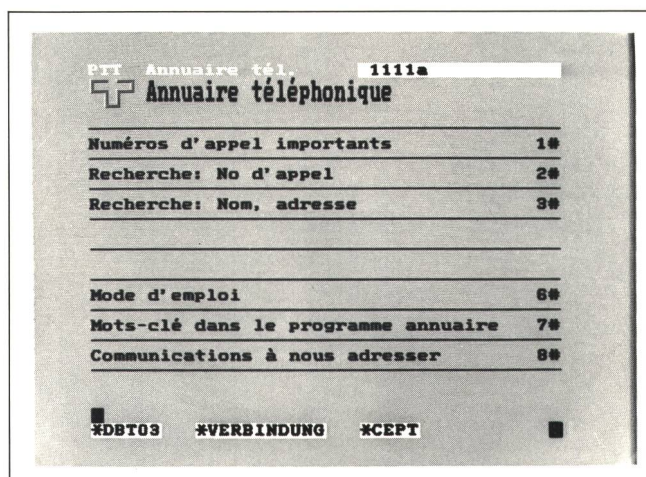 PTT Annuaire tél. 1111a
Annuaire téléphonique
Numéros d'appel importants 1#
Recherche: No d'appel 2#
Recherche: Nom, adresse 3#
Mode d'emploi 6#
Mots-clé dans le programme annuaire 7#
Communications à nous adresser 8#
*DBT03 *VERBINDUNG *CEPT